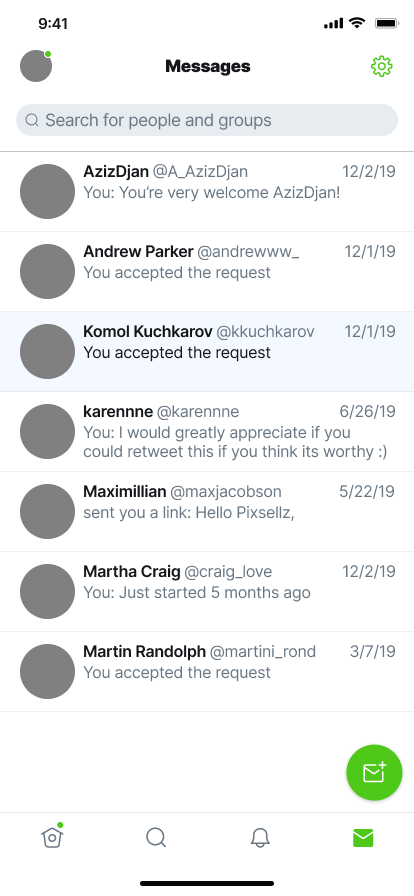 9:41
Messages
Search for people and groups
AzizDjan @A_AzizDjan 12/2/19
You: You're very welcome AzizDjan!
Andrew Parker @andrewww_ 12/1/19
You accepted the request
Komol Kuchkarov @kkuchkarov 12/1/19
You accepted the request
karennne @karennne 6/26/19
You: I would greatly appreciate if you
could retweet this if you think its worthy :)
Maximillian @maxjacobson 5/22/19
sent you a link: Hello Pixsellz,
Martha Craig @craig_love 12/2/19
You: Just started 5 months ago
Martin Randolph @martini_rond 3/7/19
You accepted the request